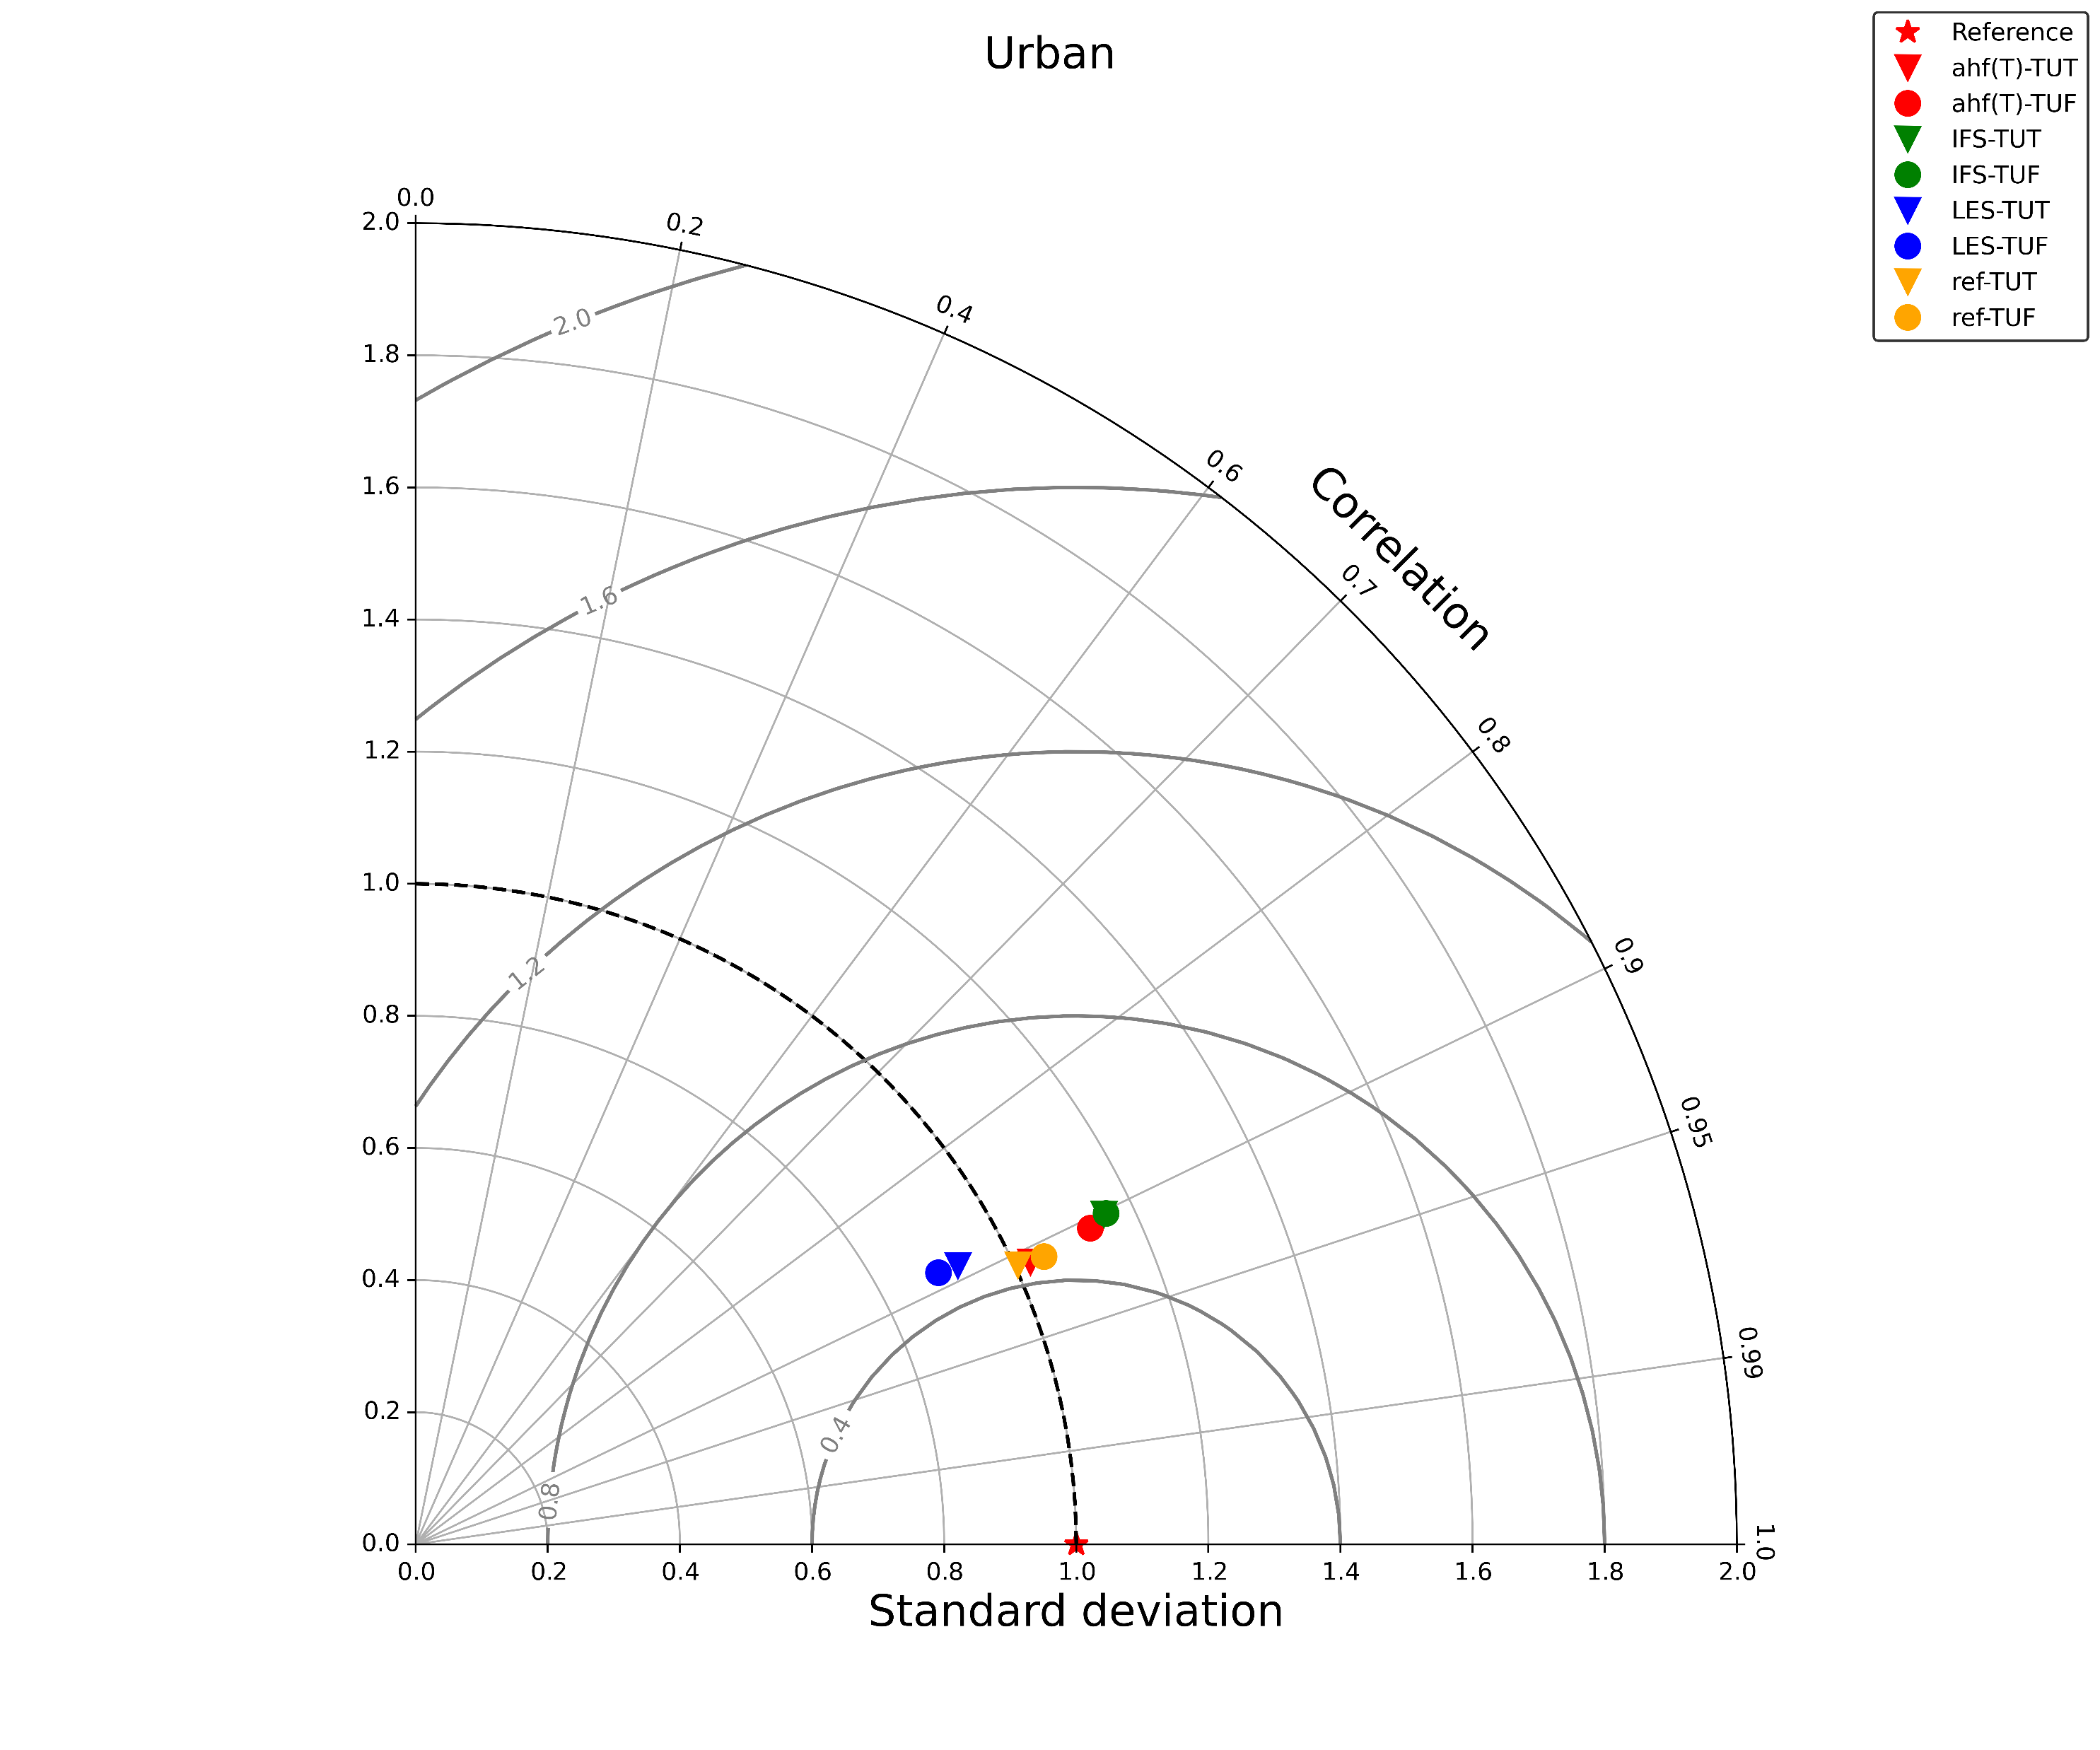 Urban
Reference
ahf(T)-TUT
ahf(T)-TUF
IFS-TUT
IFS-TUF
LES-TUT
LES-TUF
ref-TUT
ref-TUF
0.0
0.2
0.4
0.6
0.7
0.8
0.9
0.95
0.99
1.0
Correlation
2.0
1.8
1.6
1.4
1.2
1.0
0.8
0.6
0.4
0.2
0.0
2.0
1.6
1.2
0.8
0.4
0.0 0.2 0.4 0.6 0.8 1.0 1.2 1.4 1.6 1.8 2.0
Standard deviation